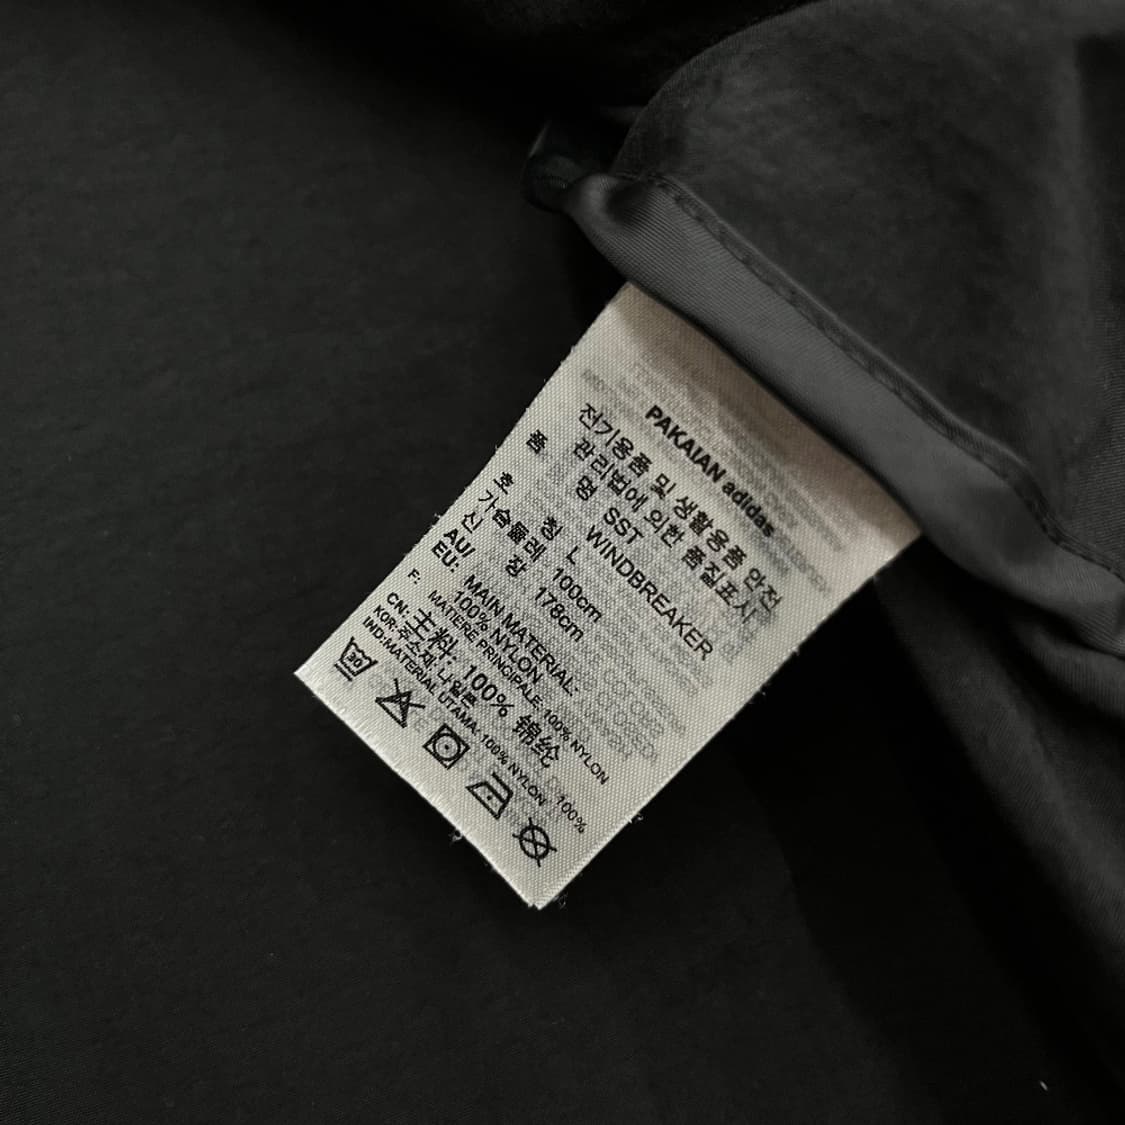 PAKAIAN adidas
전기용품 및 생활용품 안전
관리법에 의한 품질표시
품 명 SST WINDBREAKER
호 칭 L
가슴둘레 100cm
신 장 178cm
AU/
EU: MAIN MATERIAL:
100% NYLON
F: MATIERE PRINCIPALE: 100% NYLON
CN: 主料: 100% 锦纶
KOR:주소재:나일론 100%
IND:MATERIAL UTAMA:100% NYLON
30